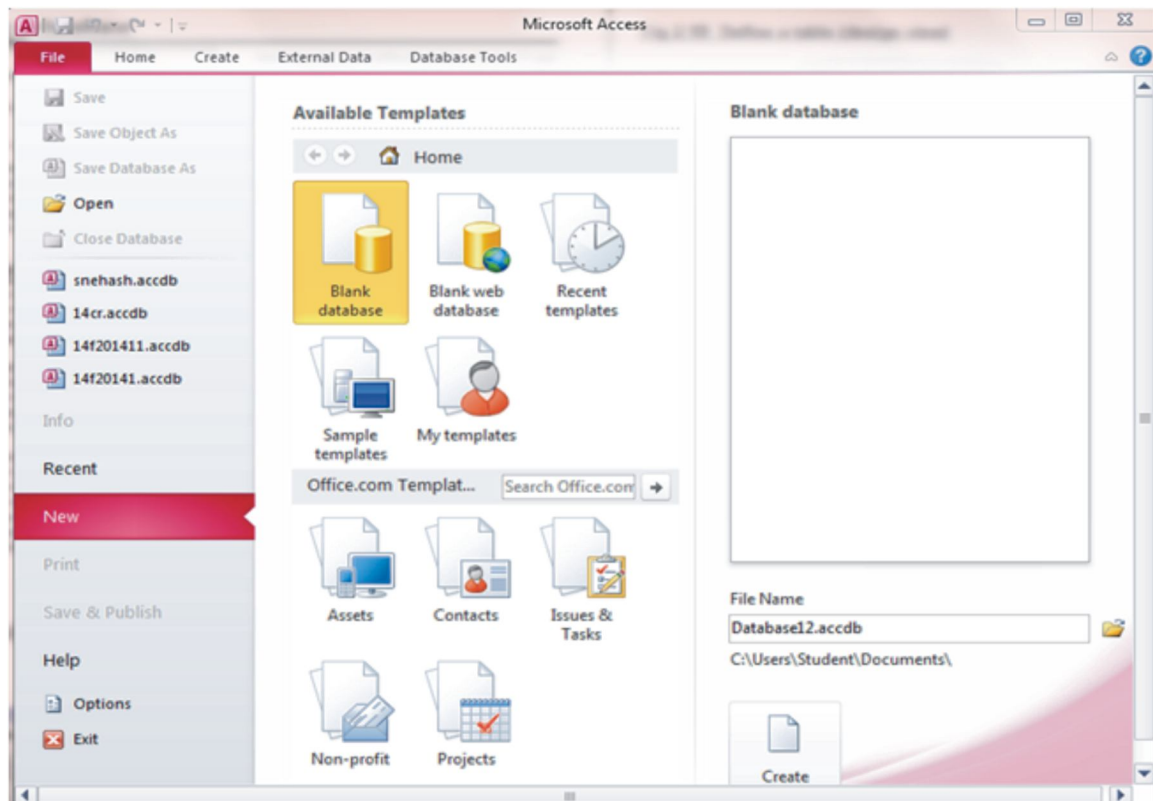 Microsoft Access
File Home Create External Data Database Tools
Save
Save Object As
Save Database As
Open
Close Database
snehash.accdb
14cr.accdb
14f201411.accdb
14f20141.accdb
Info
Recent
New
Print
Save & Publish
Help
Options
Exit
Available Templates
Home
Blank
database
Blank web
database
Recent
templates
Sample
templates
My templates
Office.com Templat...
Search Office.com
Assets
Contacts
Issues &
Tasks
Non-profit
Projects
Blank database
File Name
Database12.accdb
C:\Users\Student\Documents\
Create